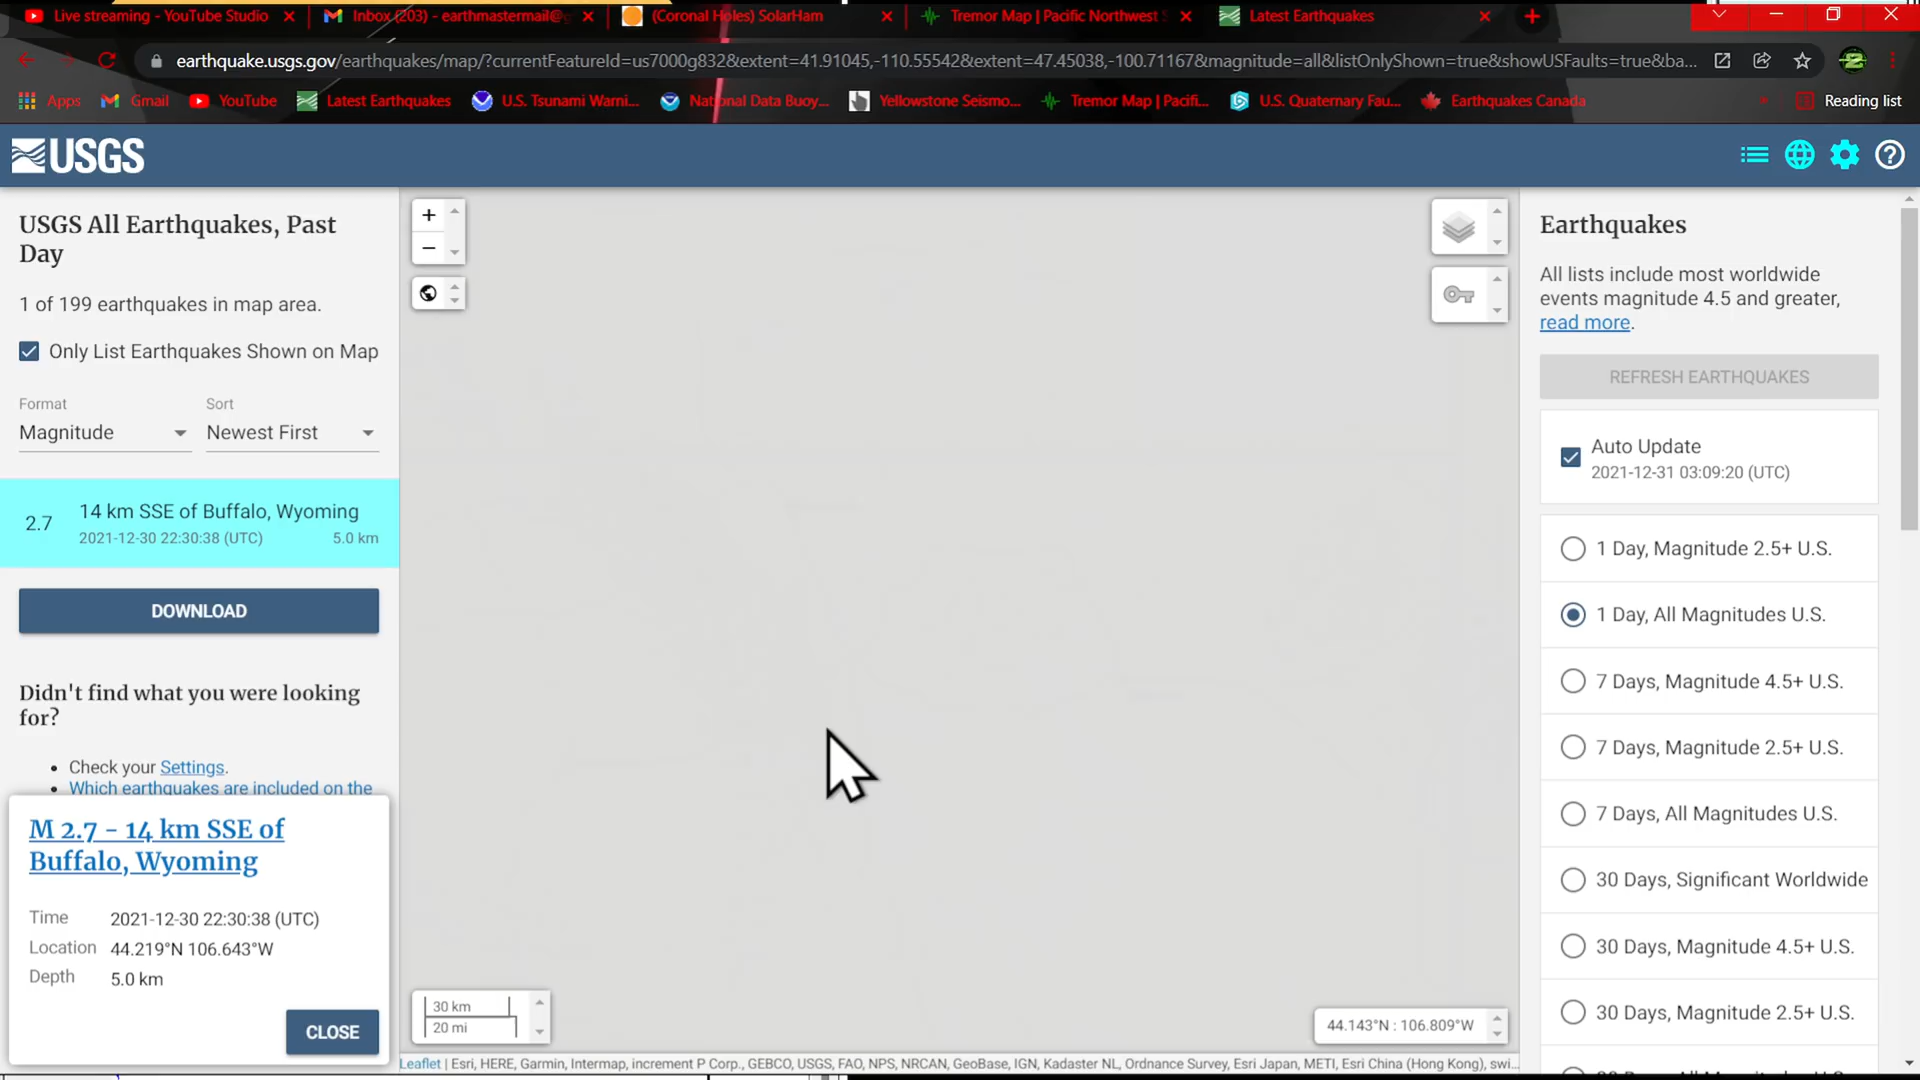 Live streaming - YouTube Studio
Inbox (203) - earthmastermail@g
(Coronal Holes) SolarHam
Tremor Map | Pacific Northwest S
Latest Earthquakes
earthquake.usgs.gov/earthquakes/map/?currentFeatureId=us7000g832&extent=41.91045,-110.55542&extent=47.45038,-100.71167&magnitude=all&listOnlyShown=true&showUSFaults=true&ba...
Apps
Gmail
YouTube
Latest Earthquakes
U.S. Tsunami Warni...
National Data Buoy...
Yellowstone Seismo...
Tremor Map | Pacifi...
U.S. Quaternary Fau...
Earthquakes Canada
Reading list
USGS
USGS All Earthquakes, Past
Day
1 of 199 earthquakes in map area.
Only List Earthquakes Shown on Map
Format
Sort
Magnitude
Newest First
2.7
14 km SSE of Buffalo, Wyoming
2021-12-30 22:30:38 (UTC)
5.0 km
DOWNLOAD
Didn't find what you were looking
for?
• Check your Settings.
• Which earthquakes are included on the
M 2.7 - 14 km SSE of
Buffalo, Wyoming
Time 2021-12-30 22:30:38 (UTC)
Location 44.219°N 106.643°W
Depth 5.0 km
CLOSE
+
−
30 km
20 mi
44.143°N : 106.809°W
Leaflet | Esri, HERE, Garmin, Intermap, increment P Corp., GEBCO, USGS, FAO, NPS, NRCAN, GeoBase, IGN, Kadaster NL, Ordnance Survey, Esri Japan, METI, Esri China (Hong Kong), swi...
Earthquakes
All lists include most worldwide
events magnitude 4.5 and greater,
read more.
REFRESH EARTHQUAKES
Auto Update
2021-12-31 03:09:20 (UTC)
1 Day, Magnitude 2.5+ U.S.
1 Day, All Magnitudes U.S.
7 Days, Magnitude 4.5+ U.S.
7 Days, Magnitude 2.5+ U.S.
7 Days, All Magnitudes U.S.
30 Days, Significant Worldwide
30 Days, Magnitude 4.5+ U.S.
30 Days, Magnitude 2.5+ U.S.